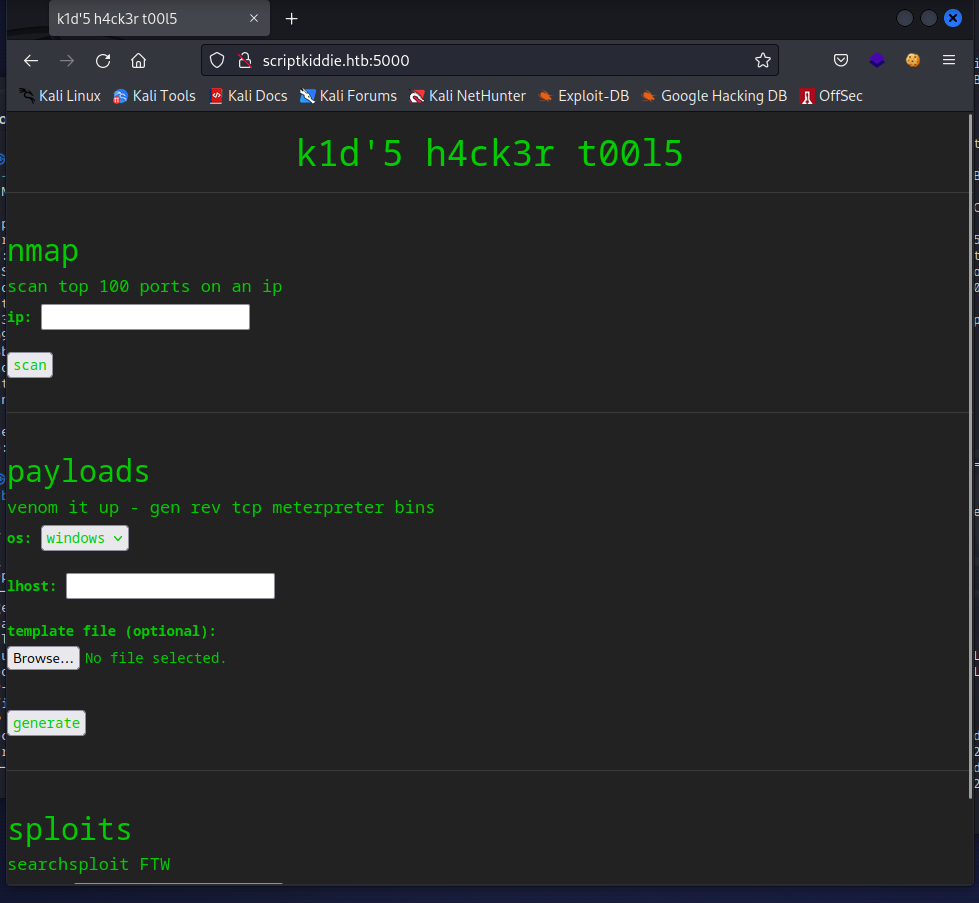 k1d'5 h4ck3r t00l5
scriptkiddie.htb:5000
Kali Linux Kali Tools Kali Docs Kali Forums Kali NetHunter Exploit-DB Google Hacking DB OffSec
k1d'5 h4ck3r t00l5
nmap
scan top 100 ports on an ip
ip:
scan
payloads
venom it up - gen rev tcp meterpreter bins
os: windows
lhost:
template file (optional):
Browse... No file selected.
generate
sploits
searchsploit FTW